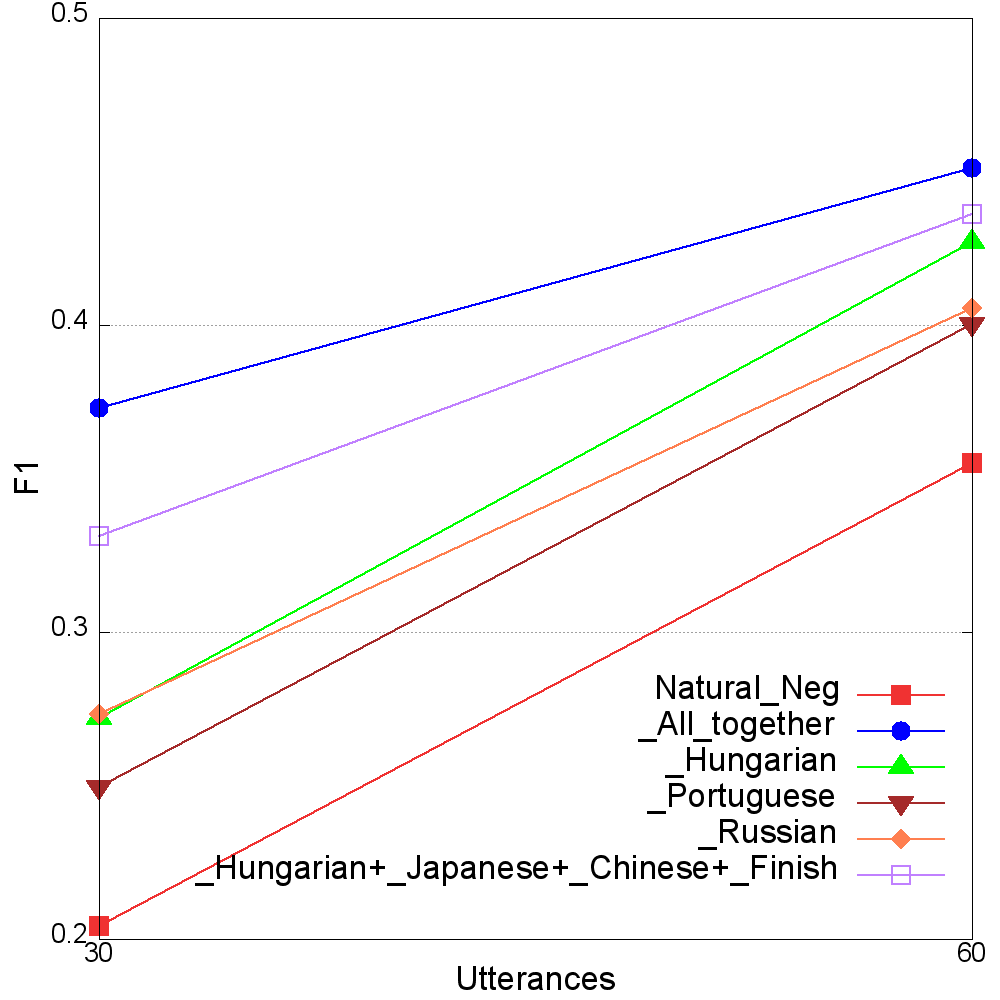 0.5
0.4
0.3
0.2
F1
30
60
Utterances
Natural_Neg
_All_together
_Hungarian
_Portuguese
_Russian
_Hungarian+_Japanese+_Chinese+_Finish